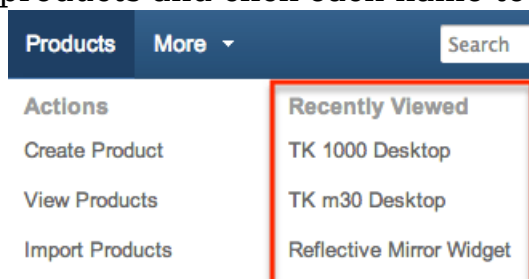 products and click each name to
Products More Search
Actions
Create Product
View Products
Import Products
Recently Viewed
TK 1000 Desktop
TK m30 Desktop
Reflective Mirror Widget